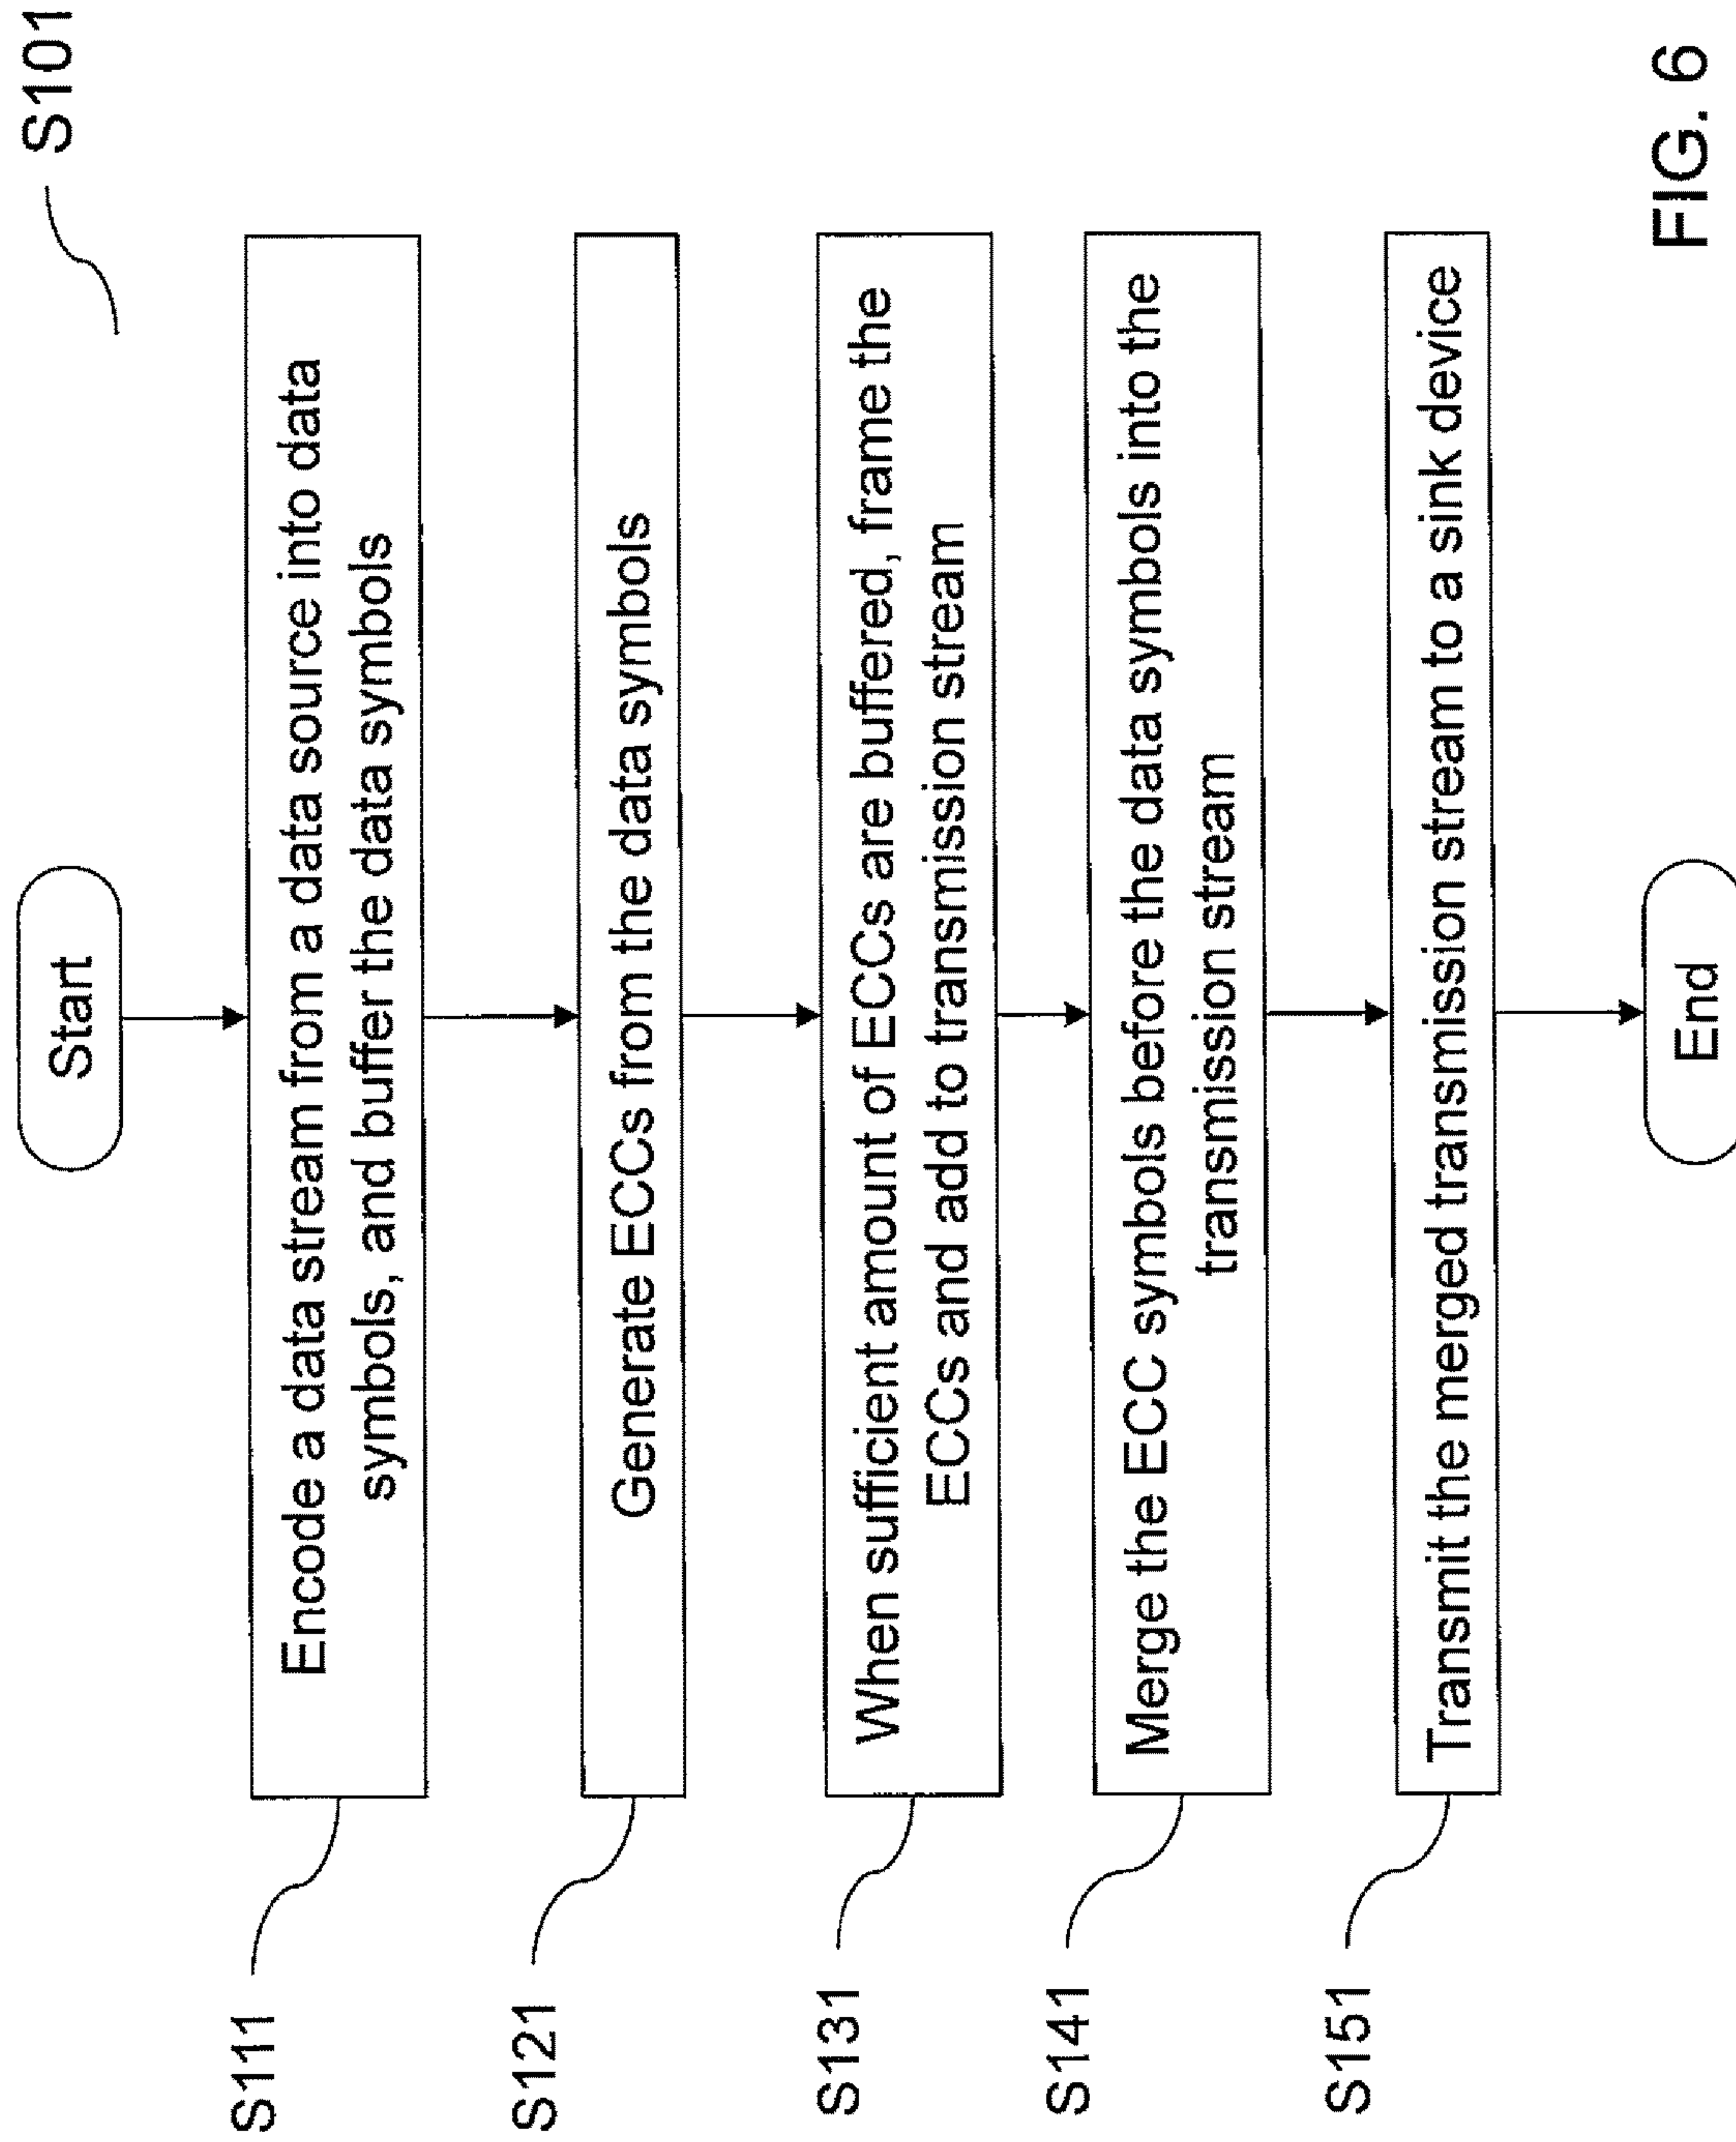 S101
Start
S111
Encode a data stream from a data source into data
symbols, and buffer the data symbols
S121
Generate ECCs from the data symbols
S131
When sufficient amount of ECCs are buffered, frame the
ECCs and add to transmission stream
S141
Merge the ECC symbols before the data symbols into the
transmission stream
S151
Transmit the merged transmission stream to a sink device
End
FIG. 6